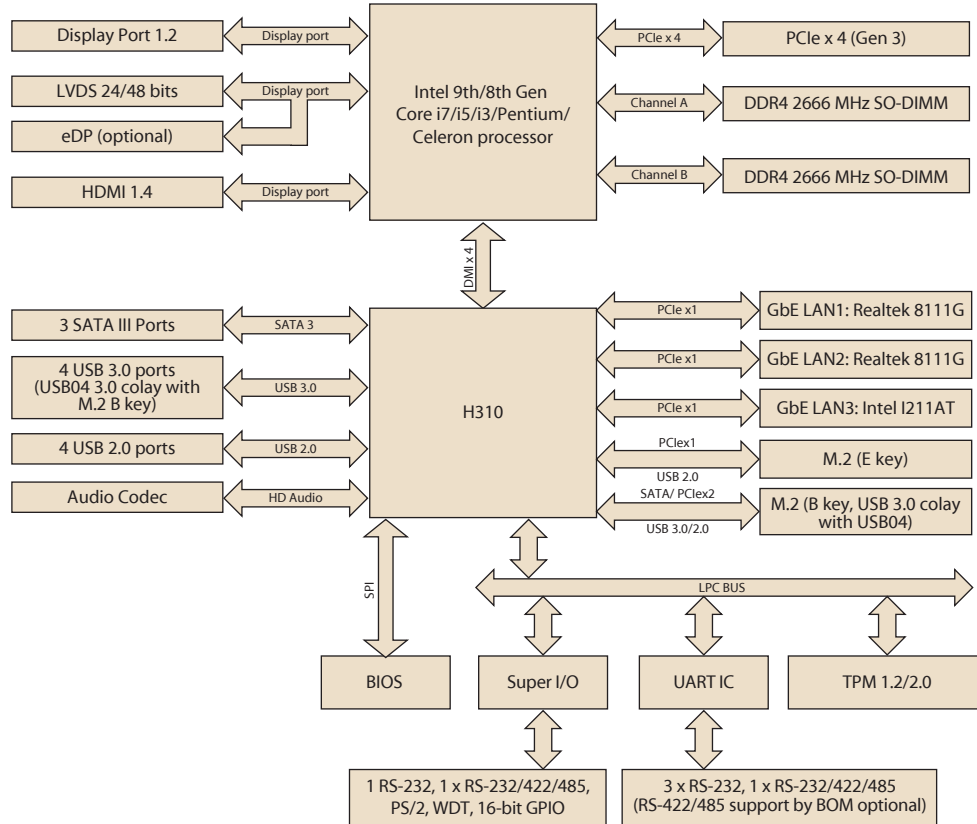 Display Port 1.2
Display port
LVDS 24/48 bits
Display port
eDP (optional)
HDMI 1.4
Display port
Intel 9th/8th Gen
Core i7/i5/i3/Pentium/
Celeron processor
PCIe x 4
PCIe x 4 (Gen 3)
Channel A
DDR4 2666 MHz SO-DIMM
Channel B
DDR4 2666 MHz SO-DIMM
DMI x 4
3 SATA III Ports
SATA 3
4 USB 3.0 ports
(USB04 3.0 colay with
M.2 B key)
USB 3.0
4 USB 2.0 ports
USB 2.0
Audio Codec
HD Audio
H310
PCIe x1
GbE LAN1: Realtek 8111G
PCIe x1
GbE LAN2: Realtek 8111G
PCIe x1
GbE LAN3: Intel I211AT
PCIex1
USB 2.0
M.2 (E key)
SATA/ PCIex2
USB 3.0/2.0
M.2 (B key, USB 3.0 colay
with USB04)
SPI
LPC BUS
BIOS
Super I/O
UART IC
TPM 1.2/2.0
1 RS-232, 1 x RS-232/422/485,
PS/2, WDT, 16-bit GPIO
3 x RS-232, 1 x RS-232/422/485
(RS-422/485 support by BOM optional)